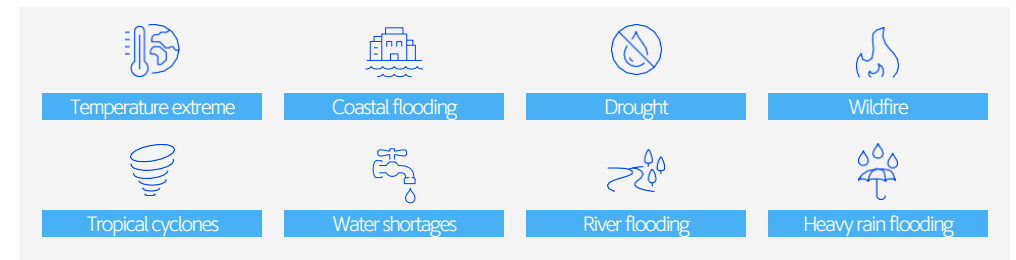 Temperature extreme
Coastal flooding
Drought
Wildfire
Tropical cyclones
Water shortages
River flooding
Heavy rain flooding